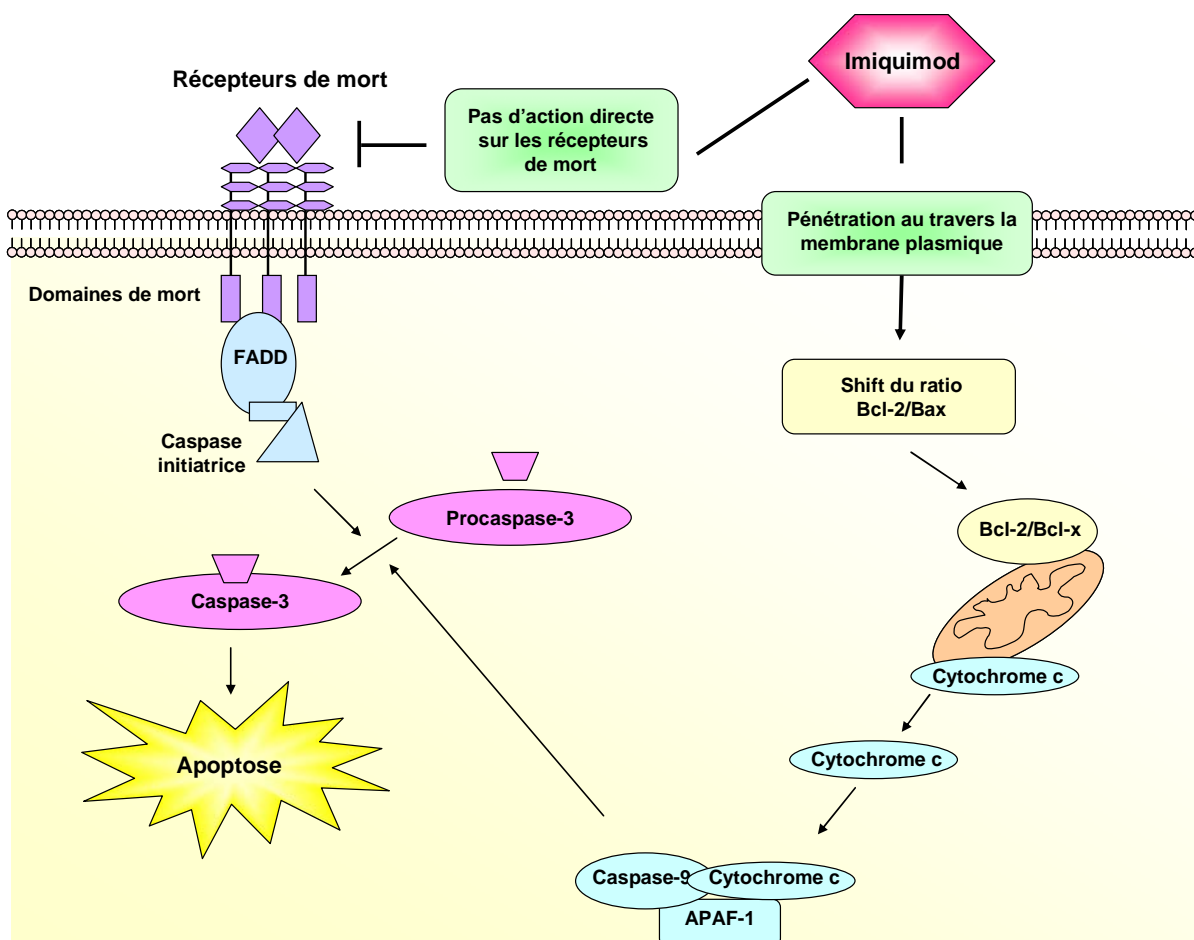 Imiquimod
Récepteurs de mort
Pas d’action directe
sur les récepteurs
de mort
Pénétration au travers la
membrane plasmique
Domaines de mort
FADD
Shift du ratio
Bcl-2/Bax
Caspase
initiatrice
Procaspase-3
Bcl-2/Bcl-x
Caspase-3
Cytochrome c
Apoptose
Cytochrome c
Caspase-9
Cytochrome c
APAF-1